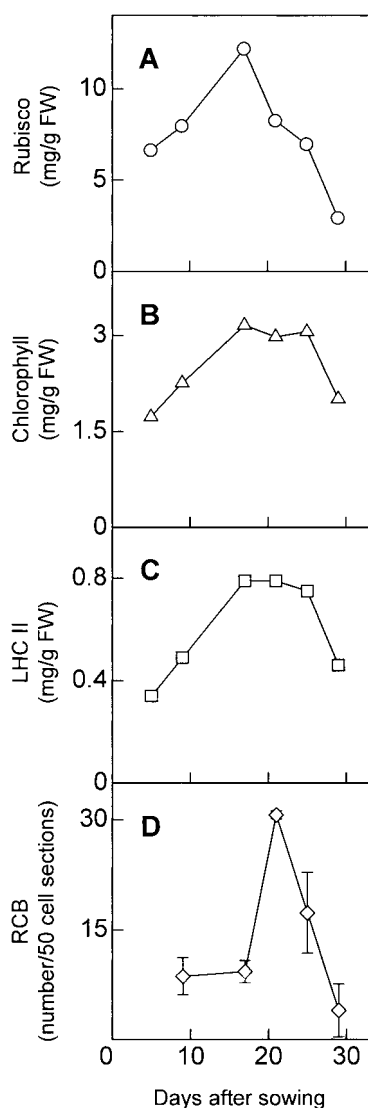 A
Rubisco
(mg/g FW)
10
5
0
B
Chlorophyll
(mg/g FW)
3
1.5
0
C
LHC II
(mg/g FW)
0.8
0.4
0
D
RCB
(number/50 cell sections)
30
15
0 10 20 30
Days after sowing